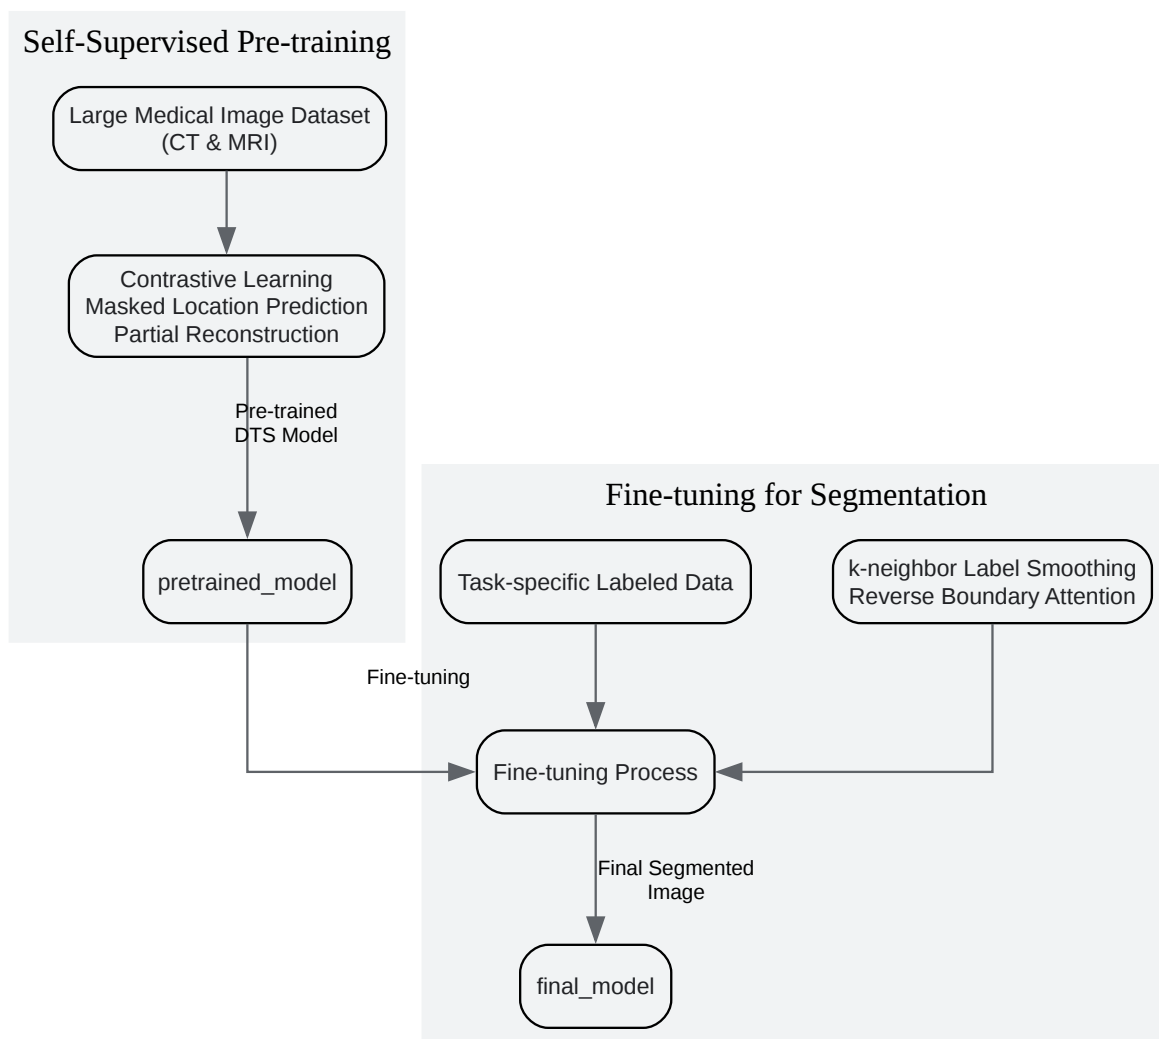 Self-Supervised Pre-training
Large Medical Image Dataset
(CT & MRI)
Contrastive Learning
Masked Location Prediction
Partial Reconstruction
Pre-trained
DTS Model
pretrained_model
Fine-tuning
Fine-tuning for Segmentation
Task-specific Labeled Data
k-neighbor Label Smoothing
Reverse Boundary Attention
Fine-tuning Process
Final Segmented
Image
final_model